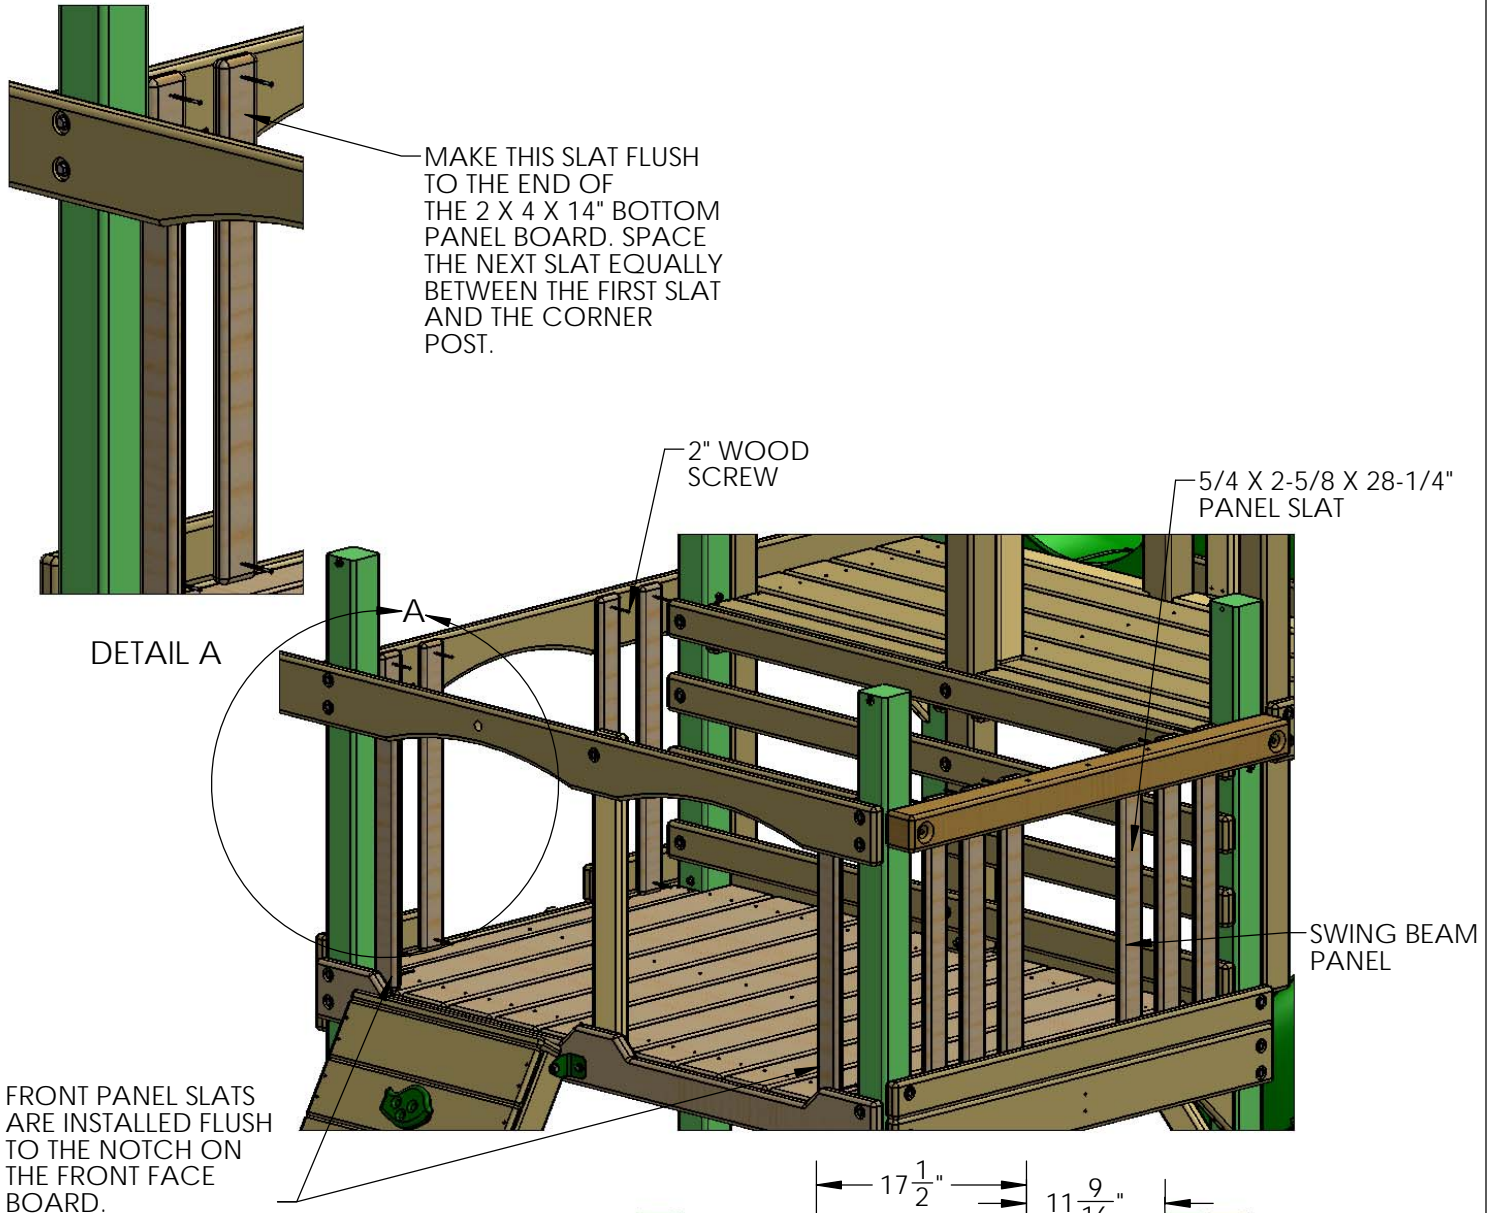 MAKE THIS SLAT FLUSH
TO THE END OF
THE 2 X 4 X 14" BOTTOM
PANEL BOARD. SPACE
THE NEXT SLAT EQUALLY
BETWEEN THE FIRST SLAT
AND THE CORNER
POST.
2" WOOD
SCREW
5/4 X 2-5/8 X 28-1/4"
PANEL SLAT
A
DETAIL A
SWING BEAM
PANEL
FRONT PANEL SLATS
ARE INSTALLED FLUSH
TO THE NOTCH ON
THE FRONT FACE
BOARD.
17 1/2"
11 9/16"